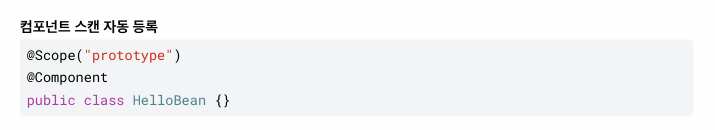 컴포넌트 스캔 자동 등록
@Scope("prototype")
@Component
public class HelloBean {}